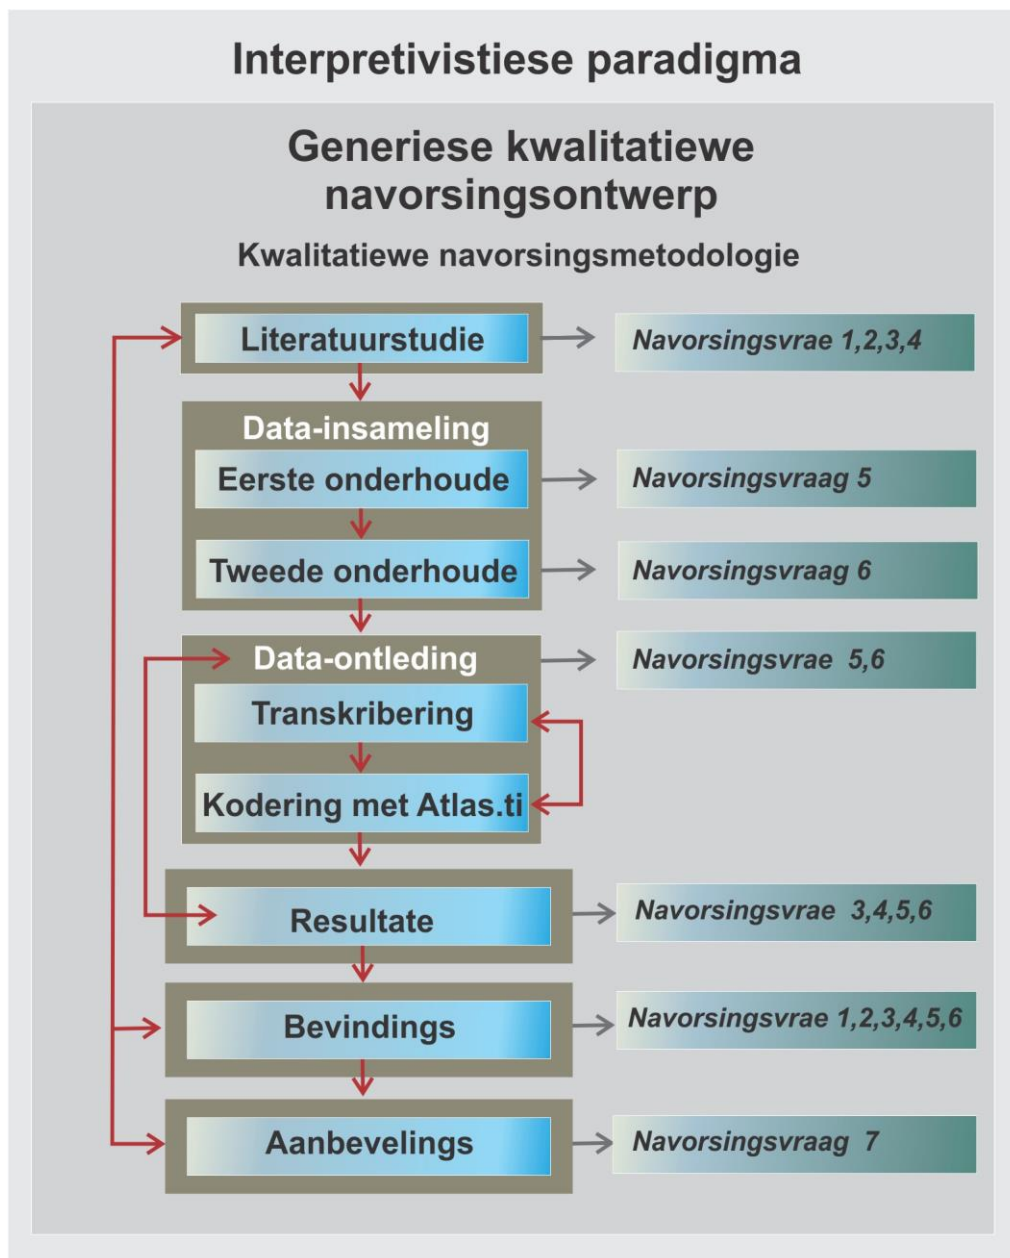 Interpretivistiese paradigma
Generiese kwalitatiewe
navorsingsontwerp
Kwalitatiewe navorsingsmetodologie
Literatuurstudie
Navorsingsvrae 1,2,3,4
Data-insameling
Eerste onderhoude
Navorsingsvraag 5
Tweede onderhoude
Navorsingsvraag 6
Data-ontleding
Navorsingsvrae 5,6
Transkribering
Kodering met Atlas.ti
Resultate
Navorsingsvrae 3,4,5,6
Bevindings
Navorsingsvrae 1,2,3,4,5,6
Aanbevelings
Navorsingsvraag 7